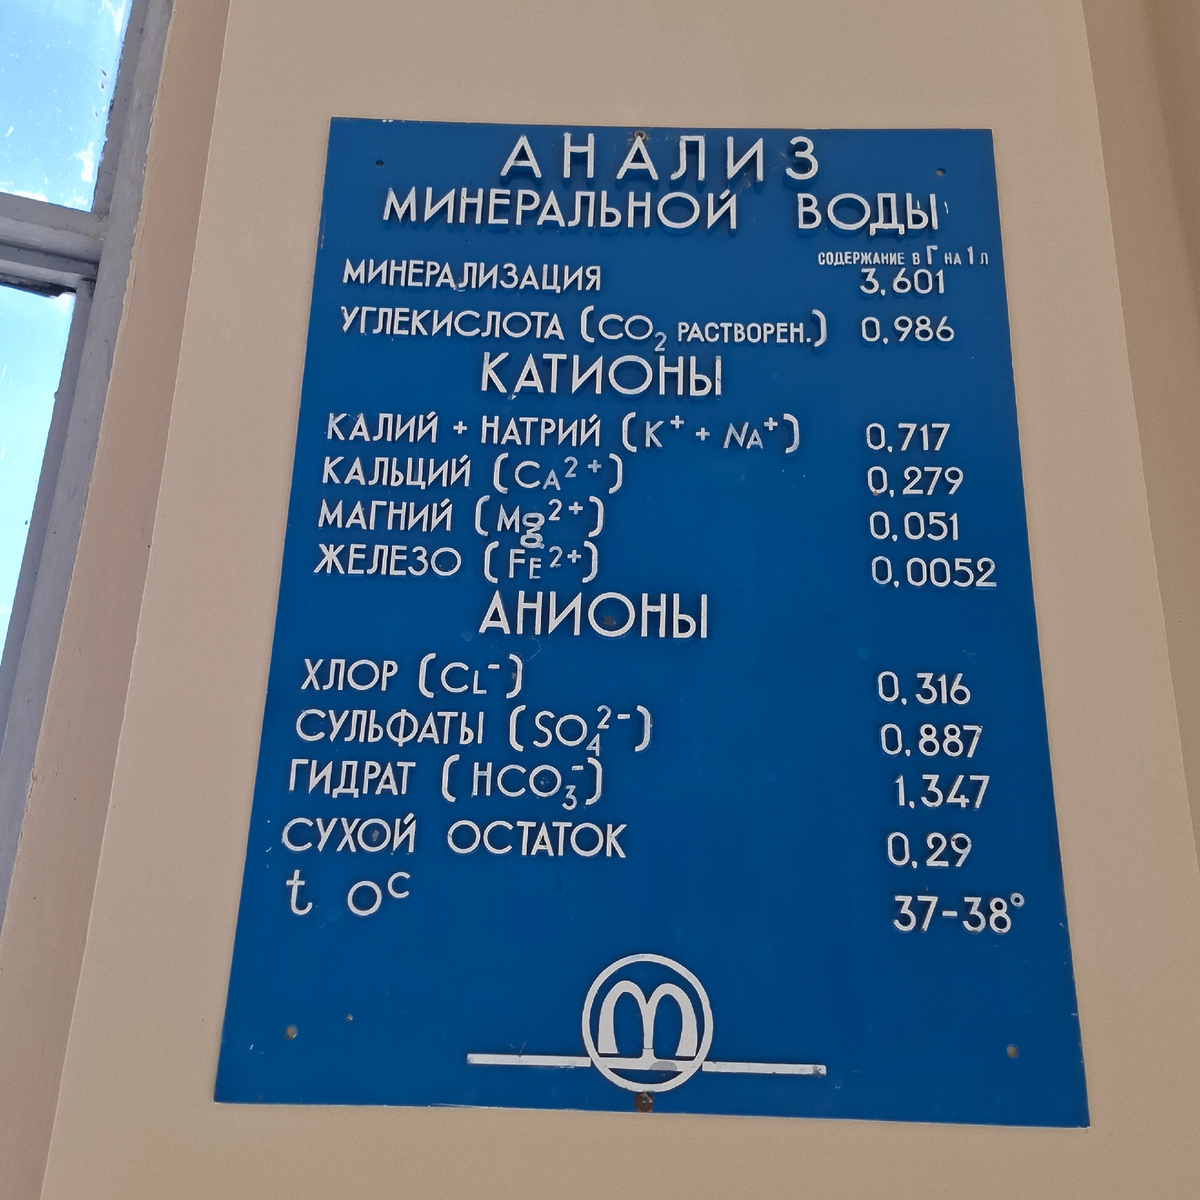 АНАЛИЗ
МИНЕРАЛЬНОЙ ВОДЫ
СОДЕРЖАНИЕ В Г НА 1 Л
МИНЕРАЛИЗАЦИЯ 3,601
УГЛЕКИСЛОТА (CO₂ РАСТВОРЕН.) 0,986
КАТИОНЫ
КАЛИЙ + НАТРИЙ (K⁺ + NA⁺) 0,717
КАЛЬЦИЙ (CA²⁺) 0,279
МАГНИЙ (Mg²⁺) 0,051
ЖЕЛЕЗО (FE²⁺) 0,0052
АНИОНЫ
ХЛОР (CL⁻) 0,316
СУЛЬФАТЫ (SO₄²⁻) 0,887
ГИДРАТ (HCO₃⁻) 1,347
СУХОЙ ОСТАТОК 0,29
t O^C 37-38°
m